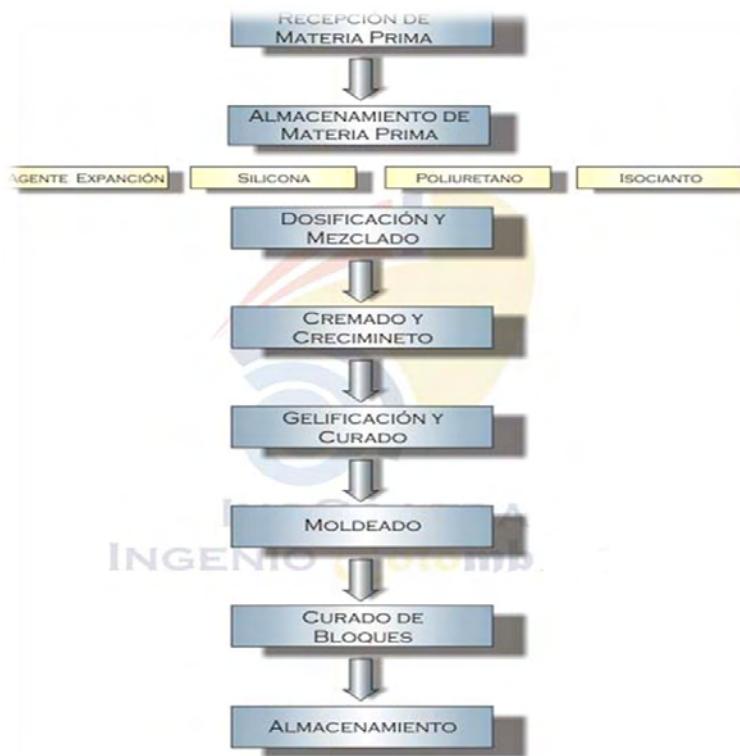 RECEPCIÓN DE
MATERIA PRIMA
ALMACENAMIENTO DE
MATERIA PRIMA
AGENTE EXPANCIÓN
SILICONA
POLIURETANO
ISOCIANTO
DOSIFICACIÓN Y
MEZCLADO
CREMADO Y
CRECIMINETO
GELIFICACIÓN Y
CURADO
MOLDEADO
INGENIO
CURADO DE
BLOQUES
ALMACENAMIENTO